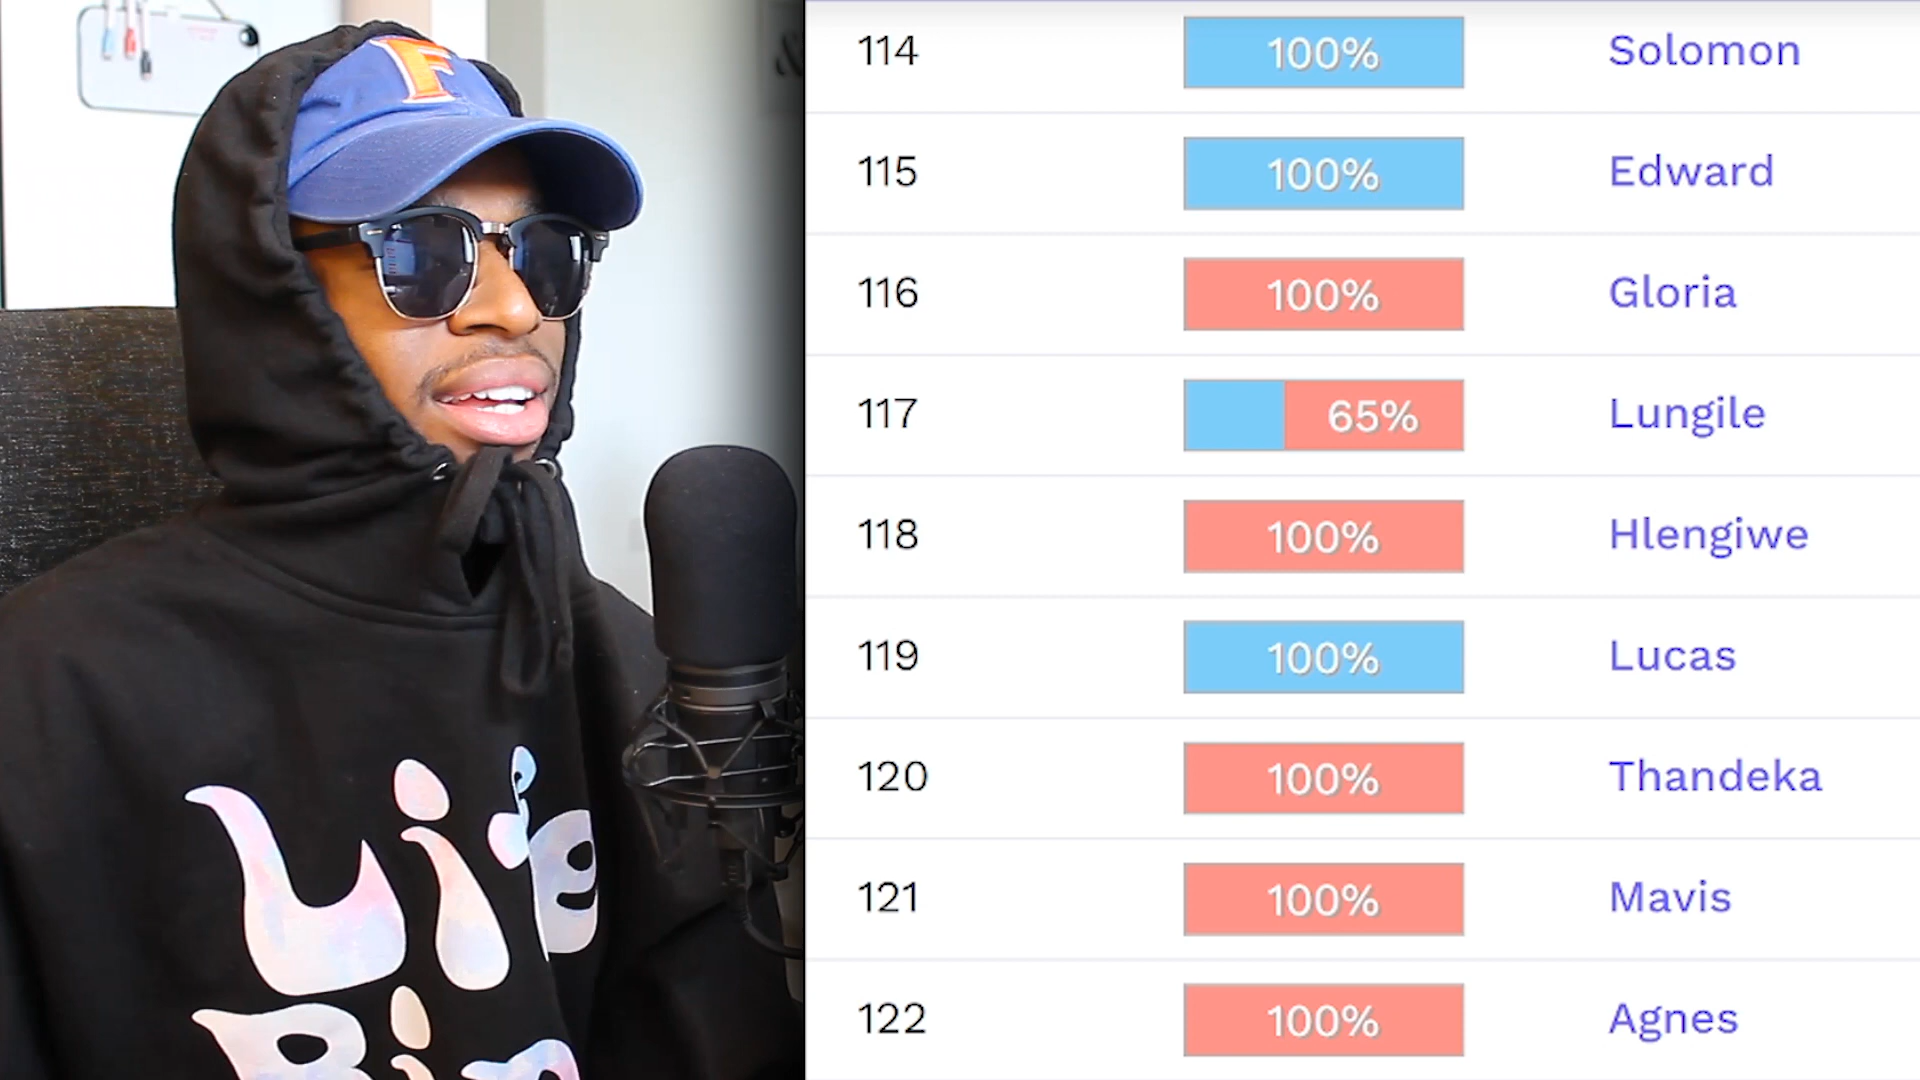 F
Life
114 100% Solomon
115 100% Edward
116 100% Gloria
117 65% Lungile
118 100% Hlengiwe
119 100% Lucas
120 100% Thandeka
121 100% Mavis
122 100% Agnes